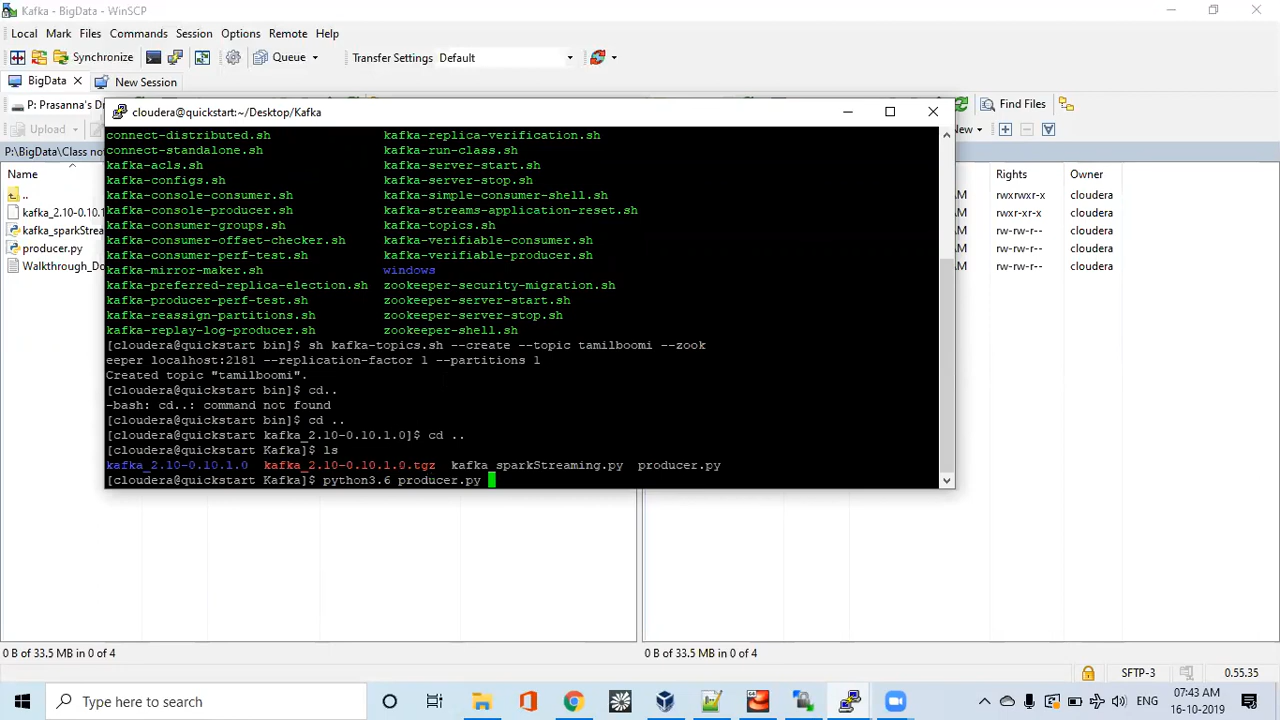 Kafka - BigData - WinSCP
Local Mark Files Commands Session Options Remote Help
Synchronize Queue Transfer Settings Default
BigData New Session
P: Prasanna's D Find Files
Upload New
P:\BigData\Class no
Name Rights Owner
cloudera@quickstart:~/Desktop/Kafka
..
kafka_2.10-0.10.1
kafka_sparkStrea
producer.py
Walkthrough_Do
connect-distributed.sh kafka-replica-verification.sh
connect-standalone.sh kafka-run-class.sh
kafka-acls.sh kafka-server-start.sh
kafka-configs.sh kafka-server-stop.sh
kafka-console-consumer.sh kafka-simple-consumer-shell.sh
kafka-console-producer.sh kafka-streams-application-reset.sh
kafka-consumer-groups.sh kafka-topics.sh
kafka-consumer-offset-checker.sh kafka-verifiable-consumer.sh
kafka-consumer-perf-test.sh kafka-verifiable-producer.sh
kafka-mirror-maker.sh windows
kafka-preferred-replica-election.sh zookeeper-security-migration.sh
kafka-producer-perf-test.sh zookeeper-server-start.sh
kafka-reassign-partitions.sh zookeeper-server-stop.sh
kafka-replay-log-producer.sh zookeeper-shell.sh
[cloudera@quickstart bin]$ sh kafka-topics.sh --create --topic tamilboomi --zook
eeper localhost:2181 --replication-factor 1 --partitions 1
Created topic "tamilboomi".
[cloudera@quickstart bin]$ cd..
-bash: cd..: command not found
[cloudera@quickstart bin]$ cd ..
[cloudera@quickstart kafka_2.10-0.10.1.0]$ cd ..
[cloudera@quickstart Kafka]$ ls
kafka_2.10-0.10.1.0 kafka_2.10-0.10.1.0.tgz kafka_sparkStreaming.py producer.py
[cloudera@quickstart Kafka]$ python3.6 producer.py
AM rwxrwxr-x cloudera
AM rwxr-xr-x cloudera
rw-rw-r-- cloudera
rw-rw-r-- cloudera
AM rw-rw-r-- cloudera
0 B of 33.5 MB in 0 of 4 0 B of 33.5 MB in 0 of 4
SFTP-3 0.55.35
Type here to search
07:43 AM
16-10-2019